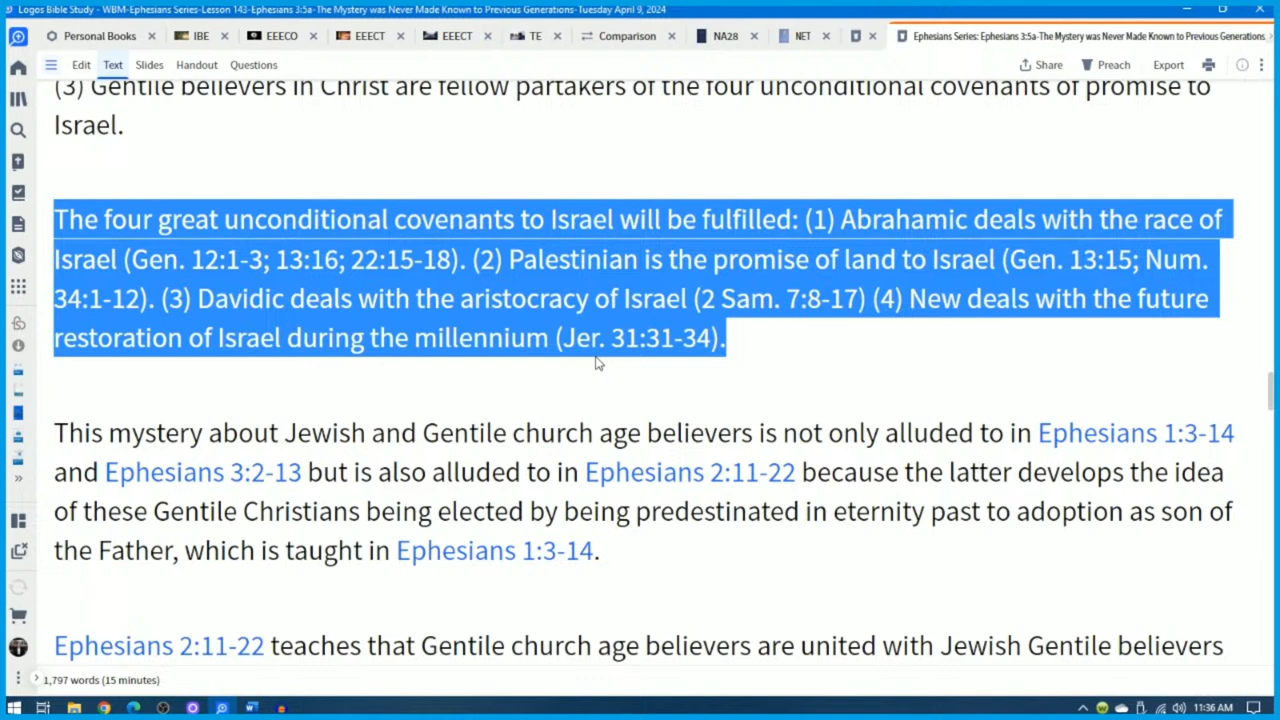 Logos Bible Study - WBM-Ephesians Series-Lesson 143-Ephesians 3:5a-The Mystery was Never Made Known to Previous Generations-Tuesday April 9, 2024
Personal Books IBE EEECO EEECT EEECT TE Comparison NA28 NET Ephesians Series: Ephesians 3:5a-The Mystery was Never Made Known to Previous Generations
Edit Text Slides Handout Questions Share Preach Export
(3) Gentile believers in Christ are fellow partakers of the four unconditional covenants of promise to
Israel.
The four great unconditional covenants to Israel will be fulfilled: (1) Abrahamic deals with the race of
Israel (Gen. 12:1-3; 13:16; 22:15-18). (2) Palestinian is the promise of land to Israel (Gen. 13:15; Num.
34:1-12). (3) Davidic deals with the aristocracy of Israel (2 Sam. 7:8-17) (4) New deals with the future
restoration of Israel during the millennium (Jer. 31:31-34).
This mystery about Jewish and Gentile church age believers is not only alluded to in Ephesians 1:3-14
and Ephesians 3:2-13 but is also alluded to in Ephesians 2:11-22 because the latter develops the idea
of these Gentile Christians being elected by being predestinated in eternity past to adoption as son of
the Father, which is taught in Ephesians 1:3-14.
Ephesians 2:11-22 teaches that Gentile church age believers are united with Jewish Gentile believers
1,797 words (15 minutes)
11:36 AM